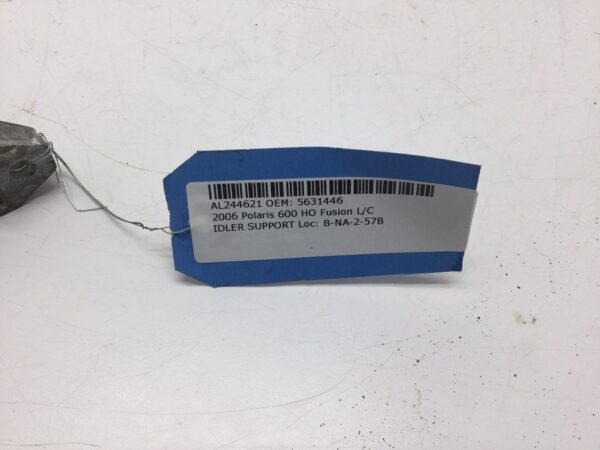 AL244621 OEM: 5631446
2006 Polaris 600 HO Fusion L/C
IDLER SUPPORT Loc: B-NA-2-57B